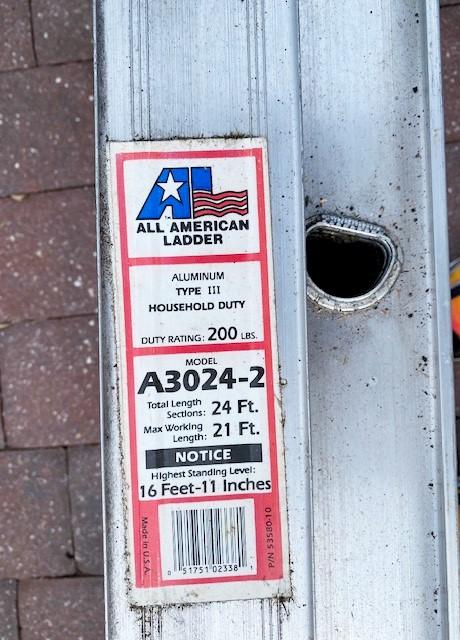 AL
ALL AMERICAN
LADDER
ALUMINUM
TYPE III
HOUSEHOLD DUTY
DUTY RATING: 200 LBS.
MODEL
A3024-2
Total Length
Sections: 24 Ft.
Max Working
Length: 21 Ft.
NOTICE
Highest Standing Level:
16 Feet-11 Inches
Made in U.S.A.
P/N 53580-10
0 51751 02338 1